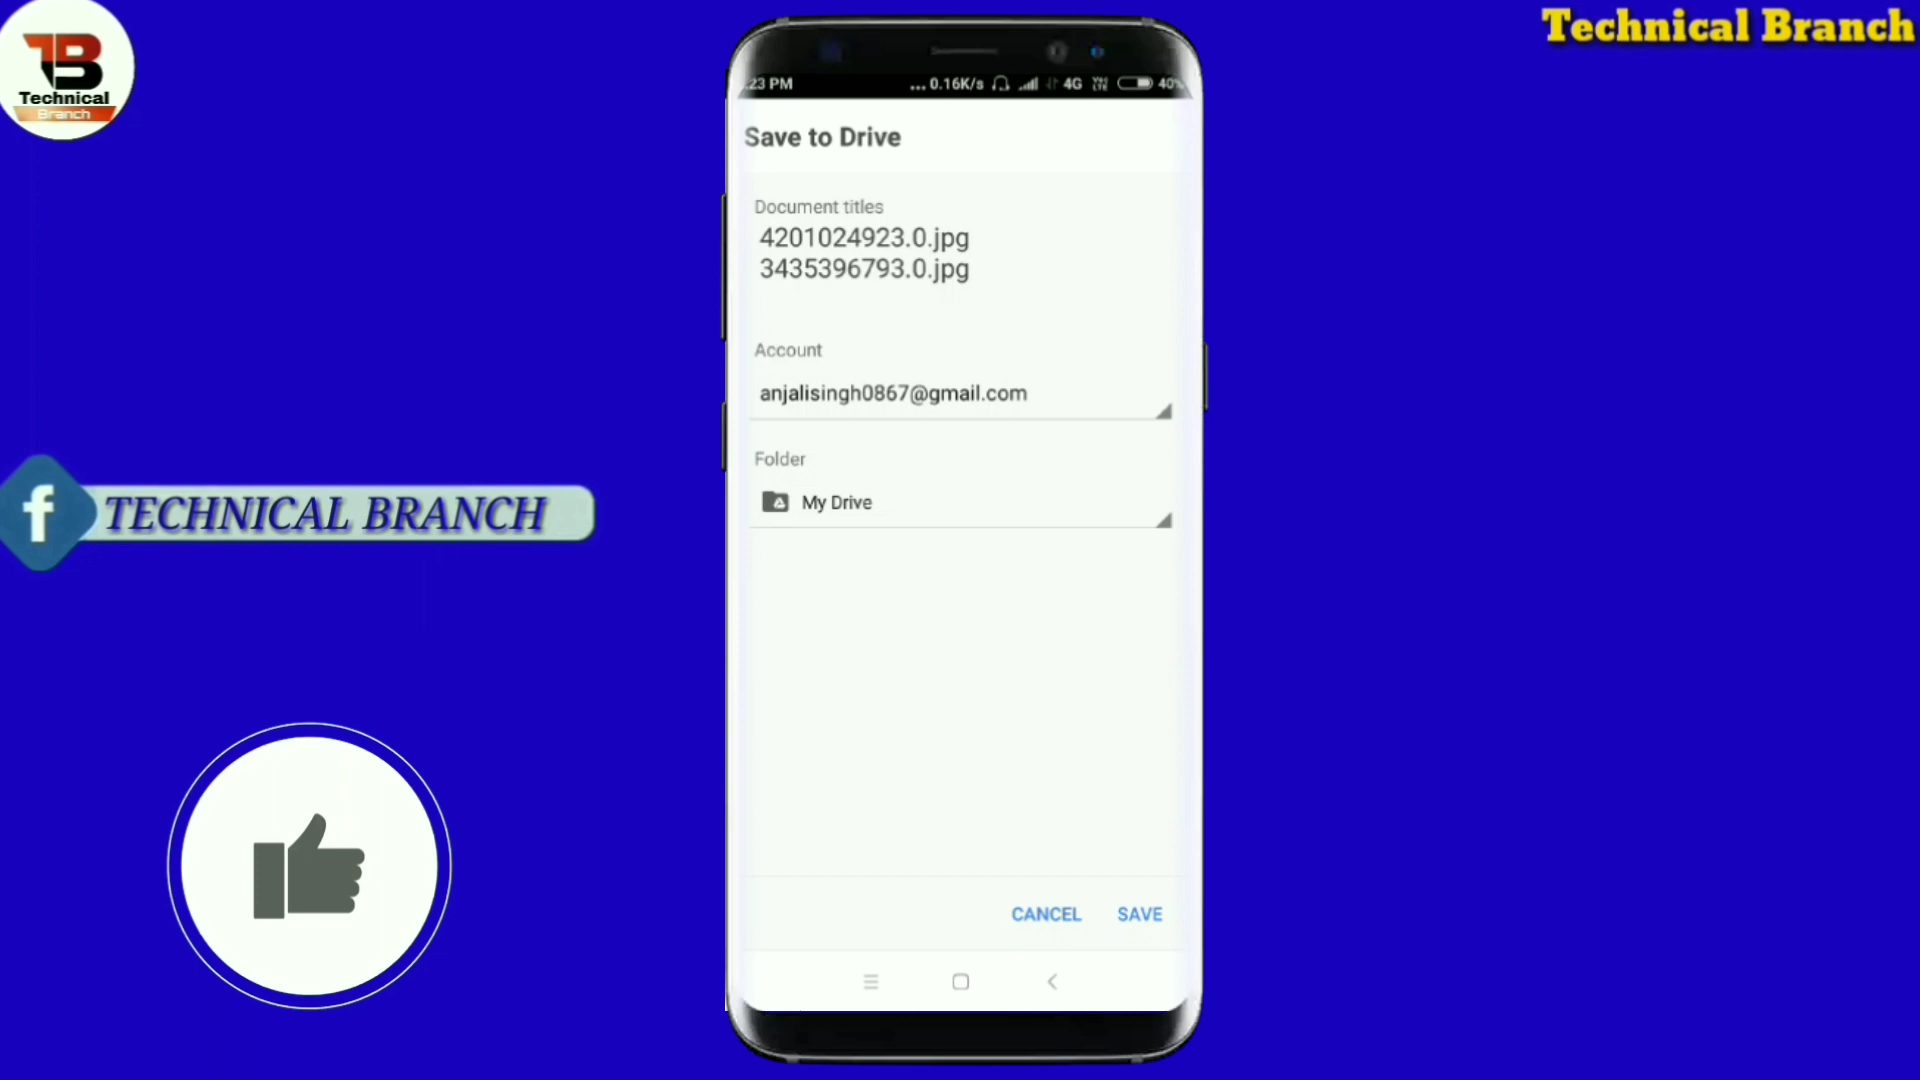 TB
Technical
Branch
Technical Branch
23 PM
...0.16K/s 4G 40%
Save to Drive
Document titles
4201024923.0.jpg
3435396793.0.jpg
Account
anjalisingh0867@gmail.com
Folder
My Drive
f TECHNICAL BRANCH
CANCEL SAVE